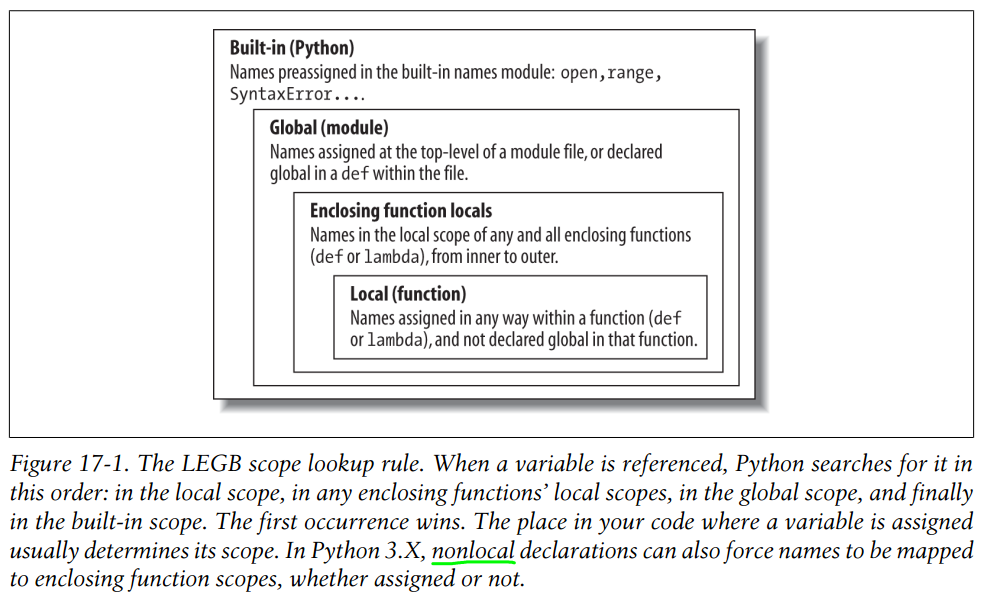 Built-in (Python)
Names preassigned in the built-in names module: open, range,
SyntaxError....
Global (module)
Names assigned at the top-level of a module file, or declared
global in a def within the file.
Enclosing function locals
Names in the local scope of any and all enclosing functions
(def or lambda), from inner to outer.
Local (function)
Names assigned in any way within a function (def
or lambda), and not declared global in that function.
Figure 17-1. The LEGB scope lookup rule. When a variable is referenced, Python searches for it in
this order: in the local scope, in any enclosing functions’ local scopes, in the global scope, and finally
in the built-in scope. The first occurrence wins. The place in your code where a variable is assigned
usually determines its scope. In Python 3.X, nonlocal declarations can also force names to be mapped
to enclosing function scopes, whether assigned or not.